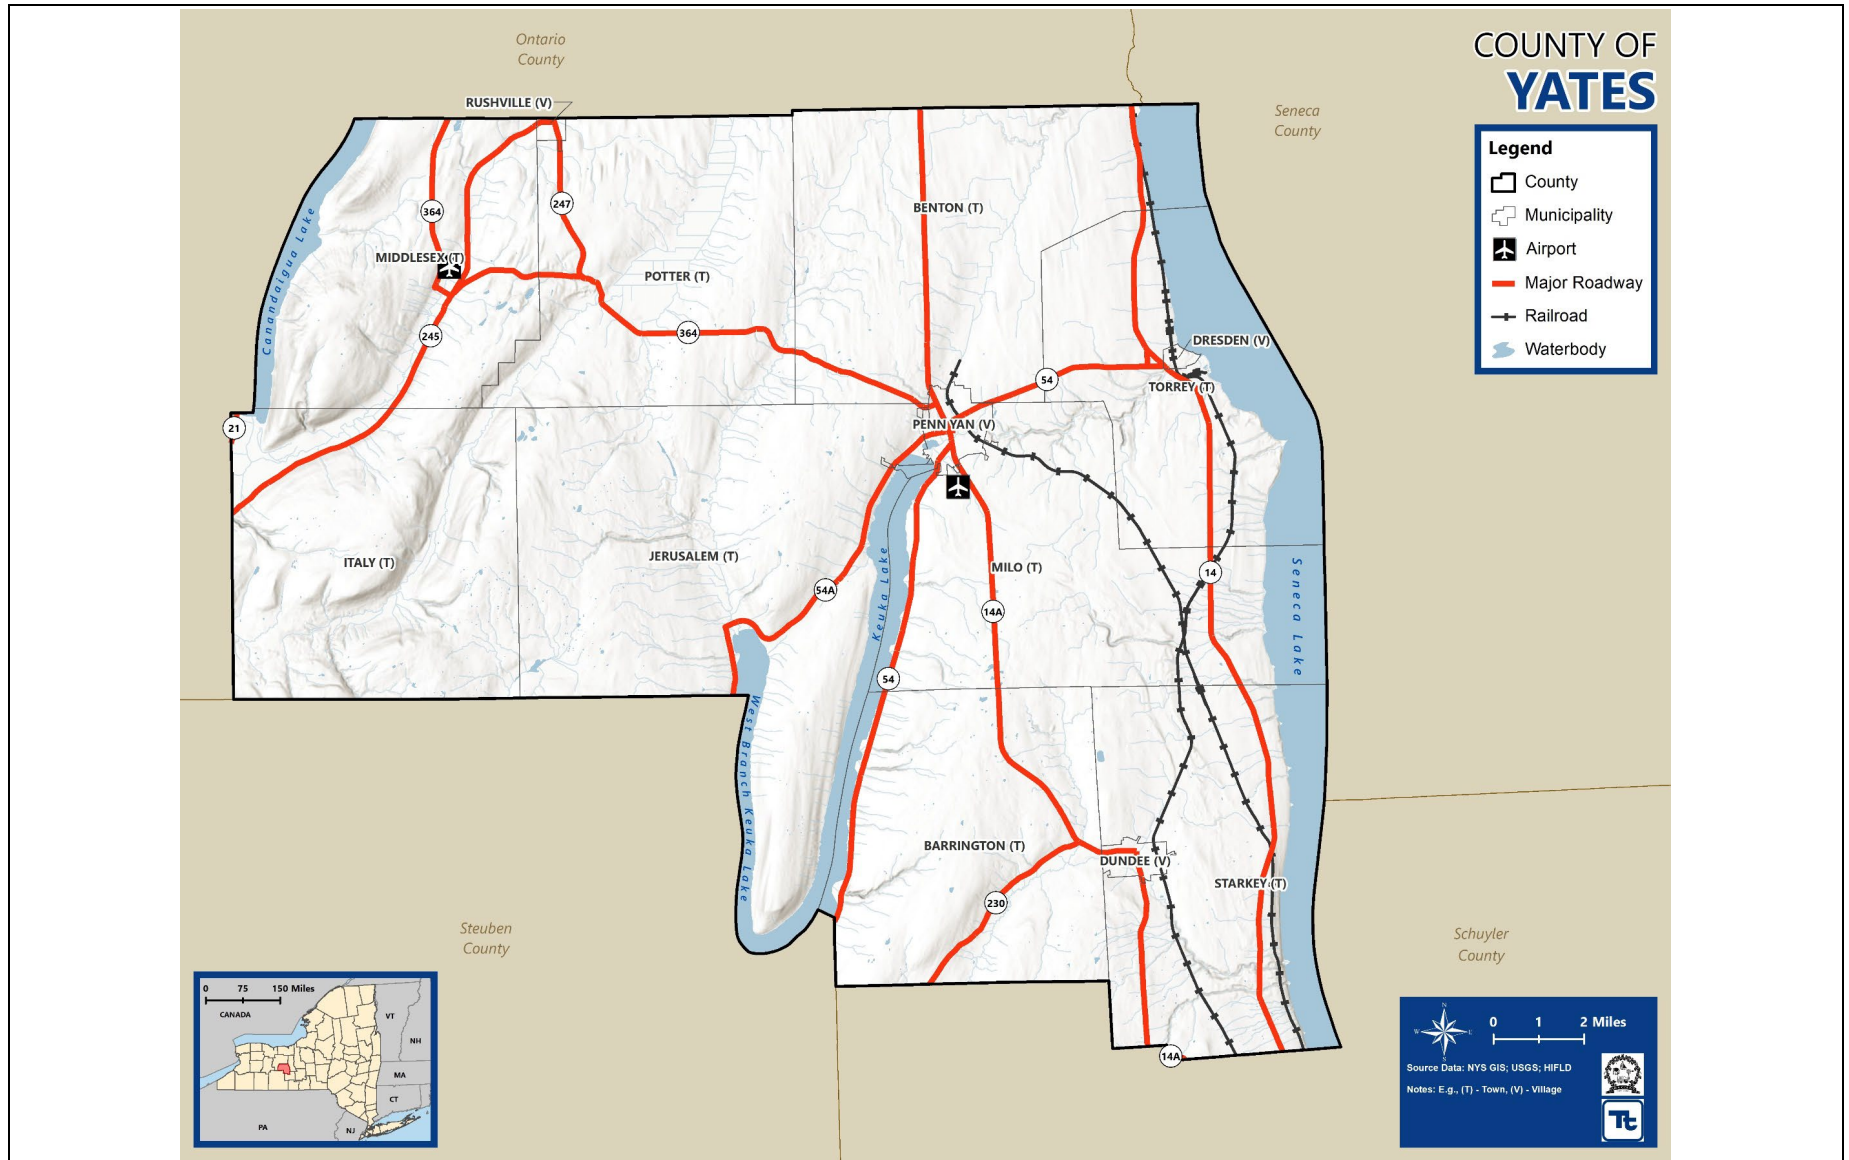 Ontario
County
COUNTY OF
YATES
RUSHVILLE (V)
Seneca
County
Legend
County
Municipality
Airport
Major Roadway
Railroad
Waterbody
364
247
BENTON (T)
MIDDLESEX (T)
POTTER (T)
Canandaigua Lake
245
364
DRESDEN (V)
54
TORREY (T)
21
PENN YAN (V)
ITALY (T)
JERUSALEM (T)
MILO (T)
14
54A
Keuka Lake
14A
Seneca Lake
54
West Branch Keuka Lake
BARRINGTON (T)
DUNDEE (V)
STARKEY (T)
230
Steuben
County
Schuyler
County
0 75 150 Miles
CANADA
VT
NH
MA
CT
PA
NJ
14A
N
W
S
0 1 2 Miles
Source Data: NYS GIS; USGS; HIFLD
Notes: E.g., (T) - Town, (V) - Village
Tt